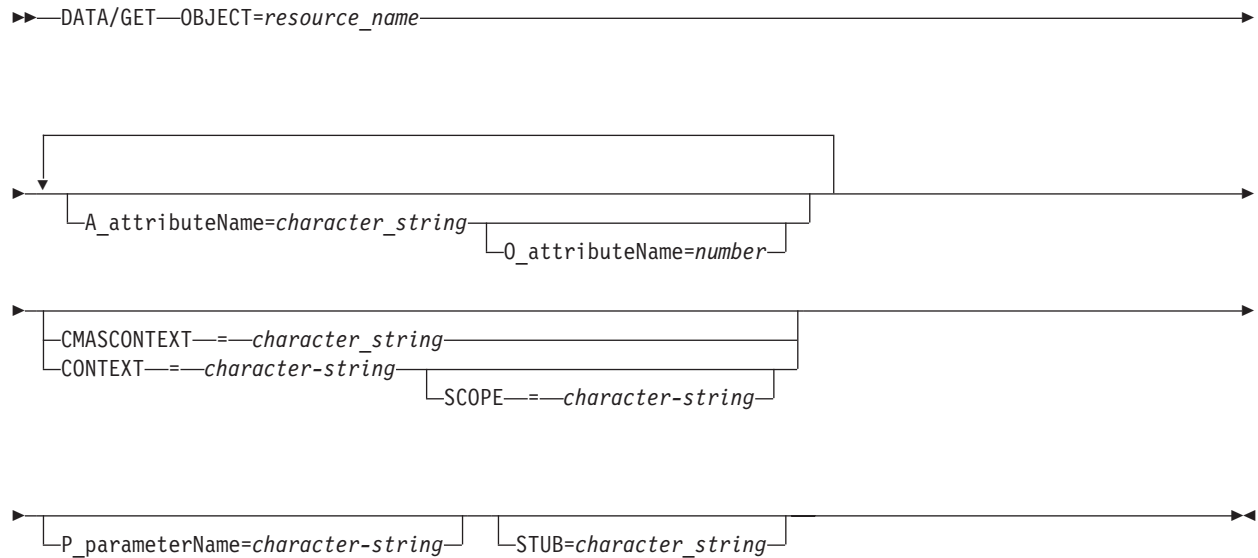 DATA/GET OBJECT=resource_name
A_attributeName=character_string
O_attributeName=number
CMASCONTEXT = character_string
CONTEXT = character-string
SCOPE = character-string
P_parameterName=character-string STUB=character_string